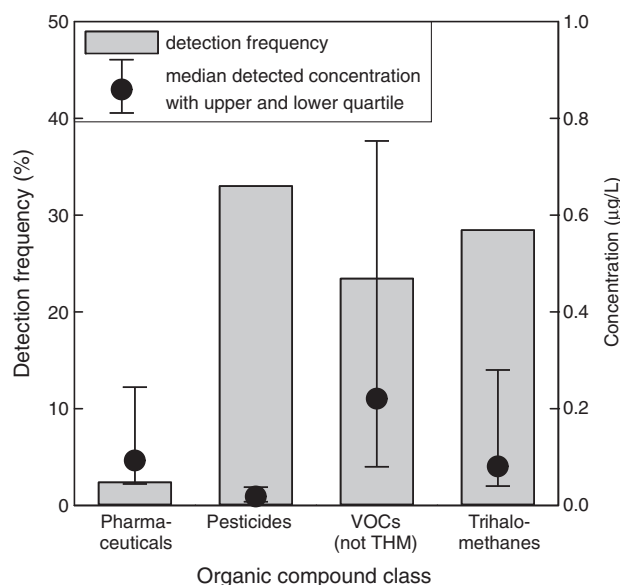 50
40
30
20
10
0
Detection frequency (%)
detection frequency
median detected concentration
with upper and lower quartile
1.0
0.8
0.6
0.4
0.2
0.0
Concentration (µg/L)
Pharma-
ceuticals
Pesticides
VOCs
(not THM)
Trihalo-
methanes
Organic compound class